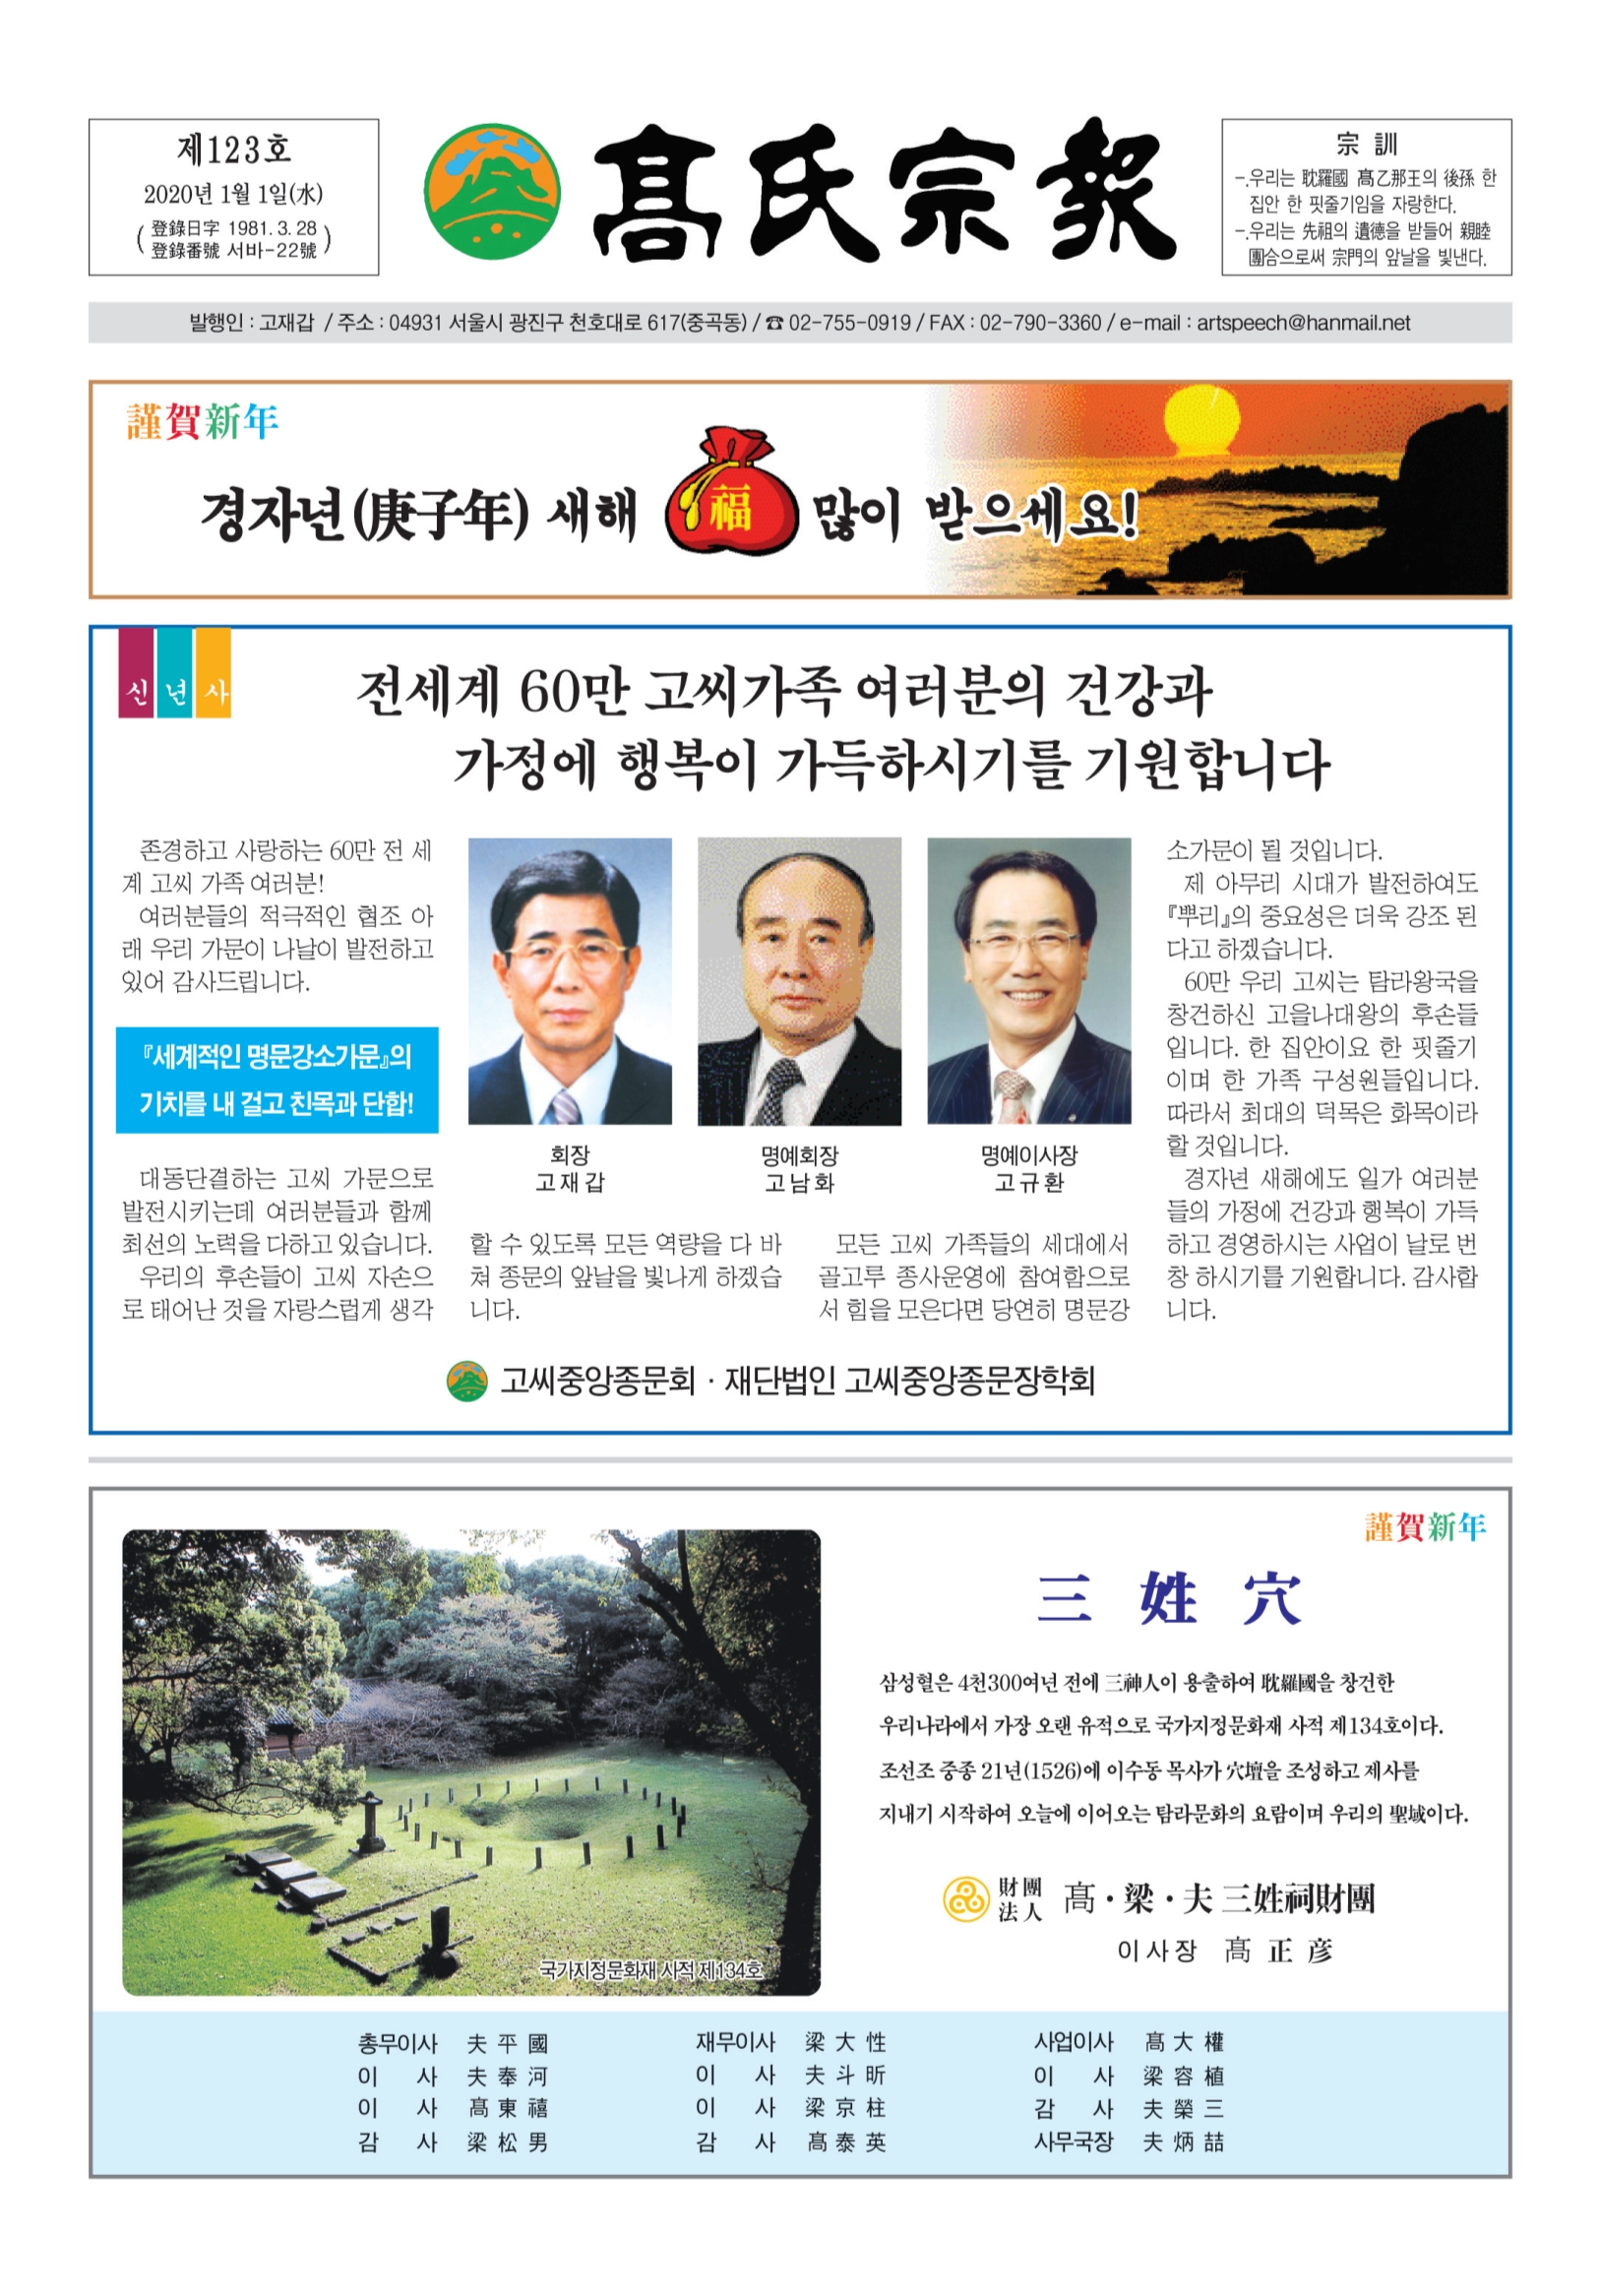 제123호
2020년 1월 1일(水)
(登錄日字 1981. 3. 28
登錄番號 서바-22號)
髙氏宗報
宗 訓
-.우리는 耽羅國 髙乙那王의 後孫 한
집안 한 핏줄기임을 자랑한다.
-.우리는 先祖의 遺德을 받들어 親睦
團合으로써 宗門의 앞날을 빛낸다.
발행인 : 고재갑 / 주소 : 04931 서울시 광진구 천호대로 617(중곡동) / ☎ 02-755-0919 / FAX : 02-790-3360 / e-mail : artspeech@hanmail.net
謹賀新年
경자년(庚子年) 새해 福 많이 받으세요!
신년사
전세계 60만 고씨가족 여러분의 건강과
가정에 행복이 가득하시기를 기원합니다
존경하고 사랑하는 60만 전 세
계 고씨 가족 여러분!
여러분들의 적극적인 협조 아
래 우리 가문이 나날이 발전하고
있어 감사드립니다.
『세계적인 명문강소가문』의
기치를 내 걸고 친목과 단합!
대동단결하는 고씨 가문으로
발전시키는데 여러분들과 함께
최선의 노력을 다하고 있습니다.
우리의 후손들이 고씨 자손으
로 태어난 것을 자랑스럽게 생각
회장
고 재 갑
명예회장
고 남 화
명예이사장
고 규 환
할 수 있도록 모든 역량을 다 바
쳐 종문의 앞날을 빛나게 하겠습
니다.
모든 고씨 가족들의 세대에서
골고루 종사운영에 참여함으로
서 힘을 모은다면 당연히 명문강
소가문이 될 것입니다.
제 아무리 시대가 발전하여도
『뿌리』의 중요성은 더욱 강조 된
다고 하겠습니다.
60만 우리 고씨는 탐라왕국을
창건하신 고을나대왕의 후손들
입니다. 한 집안이요 한 핏줄기
이며 한 가족 구성원들입니다.
따라서 최대의 덕목은 화목이라
할 것입니다.
경자년 새해에도 일가 여러분
들의 가정에 건강과 행복이 가득
하고 경영하시는 사업이 날로 번
창 하시기를 기원합니다. 감사합
니다.
고씨중앙종문회 · 재단법인 고씨중앙종문장학회
국가지정문화재 사적 제134호
謹賀新年
三 姓 穴
삼성혈은 4천300여년 전에 三神人이 용출하여 耽羅國을 창건한
우리나라에서 가장 오랜 유적으로 국가지정문화재 사적 제134호이다.
조선조 중종 21년(1526)에 이수동 목사가 穴壇을 조성하고 제사를
지내기 시작하여 오늘에 이어오는 탐라문화의 요람이며 우리의 聖域이다.
財團法人 髙 · 梁 · 夫 三姓祠財團
이 사 장 髙 正 彦
총무이사 夫 平 國 재무이사 梁 大 性 사업이사 髙 大 權
이 사 夫 奉 河 이 사 夫 斗 昕 이 사 梁 容 植
이 사 髙 東 禧 이 사 梁 京 柱 감 사 夫 榮 三
감 사 梁 松 男 감 사 髙 泰 英 사무국장 夫 炳 喆